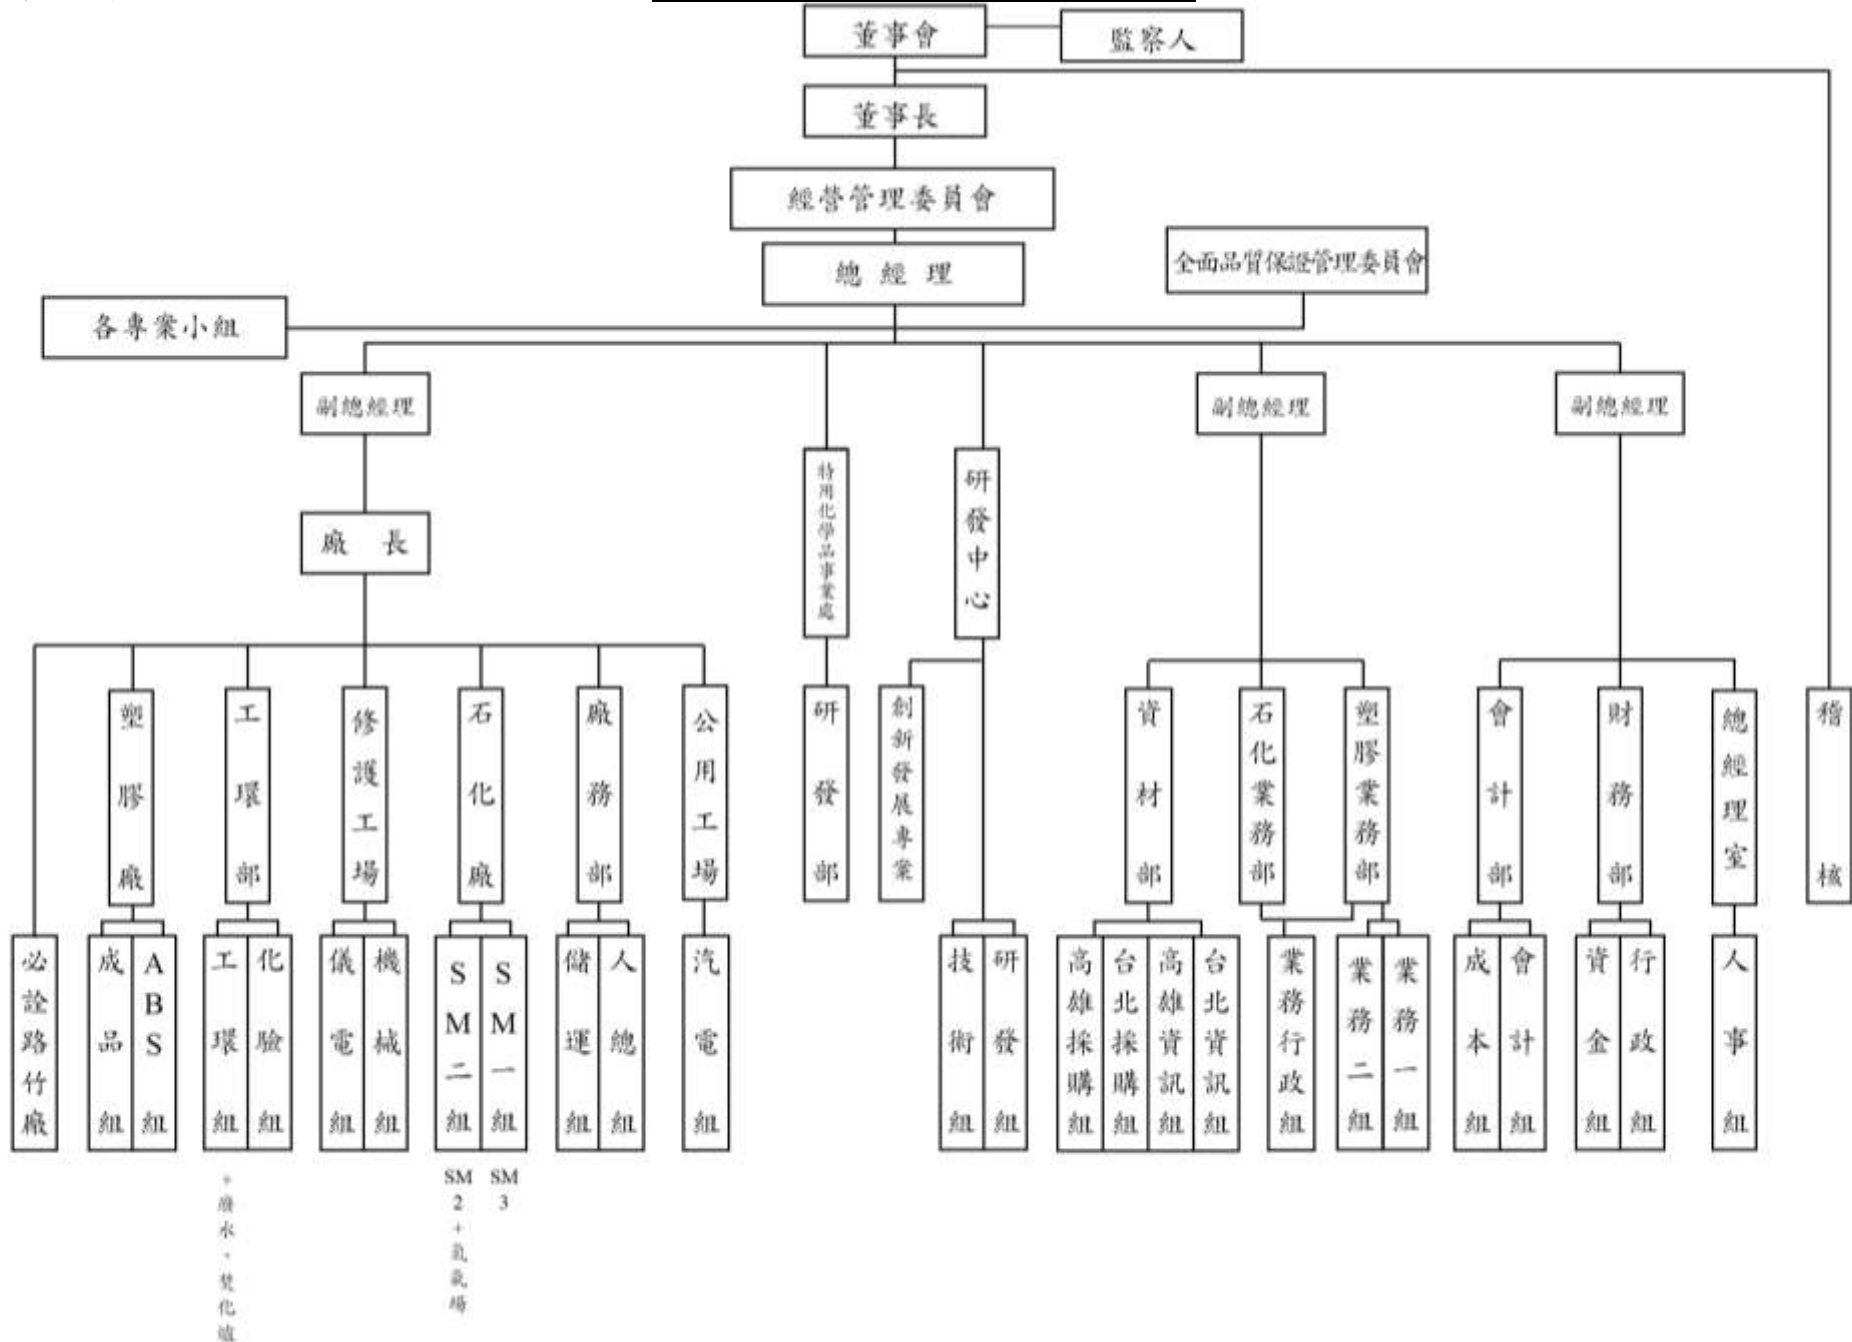 董事會
監察人
董事長
經營管理委員會
總經理
全面品質保證管理委員會
各專案小組
副總經理
副總經理
副總經理
廠長
特用化學品事業處
研發中心
塑膠廠
工環部
修護工場
石化廠
廠務部
公用工場
研發部
創新發展專業
資材部
石化業務部
塑膠業務部
會計部
財務部
總經理室
稽核
必詮路竹廠
成品組
ABS組
工環組
化驗組
儀電組
機械組
SM二組
SM一組
儲運組
人總組
汽電組
技術組
研發組
高雄採購組
台北採購組
高雄資訊組
台北資訊組
業務行政組
業務二組
業務一組
成本組
會計組
資金組
行政組
人事組
+廢水、焚化爐
SM2+氫氣場
SM3